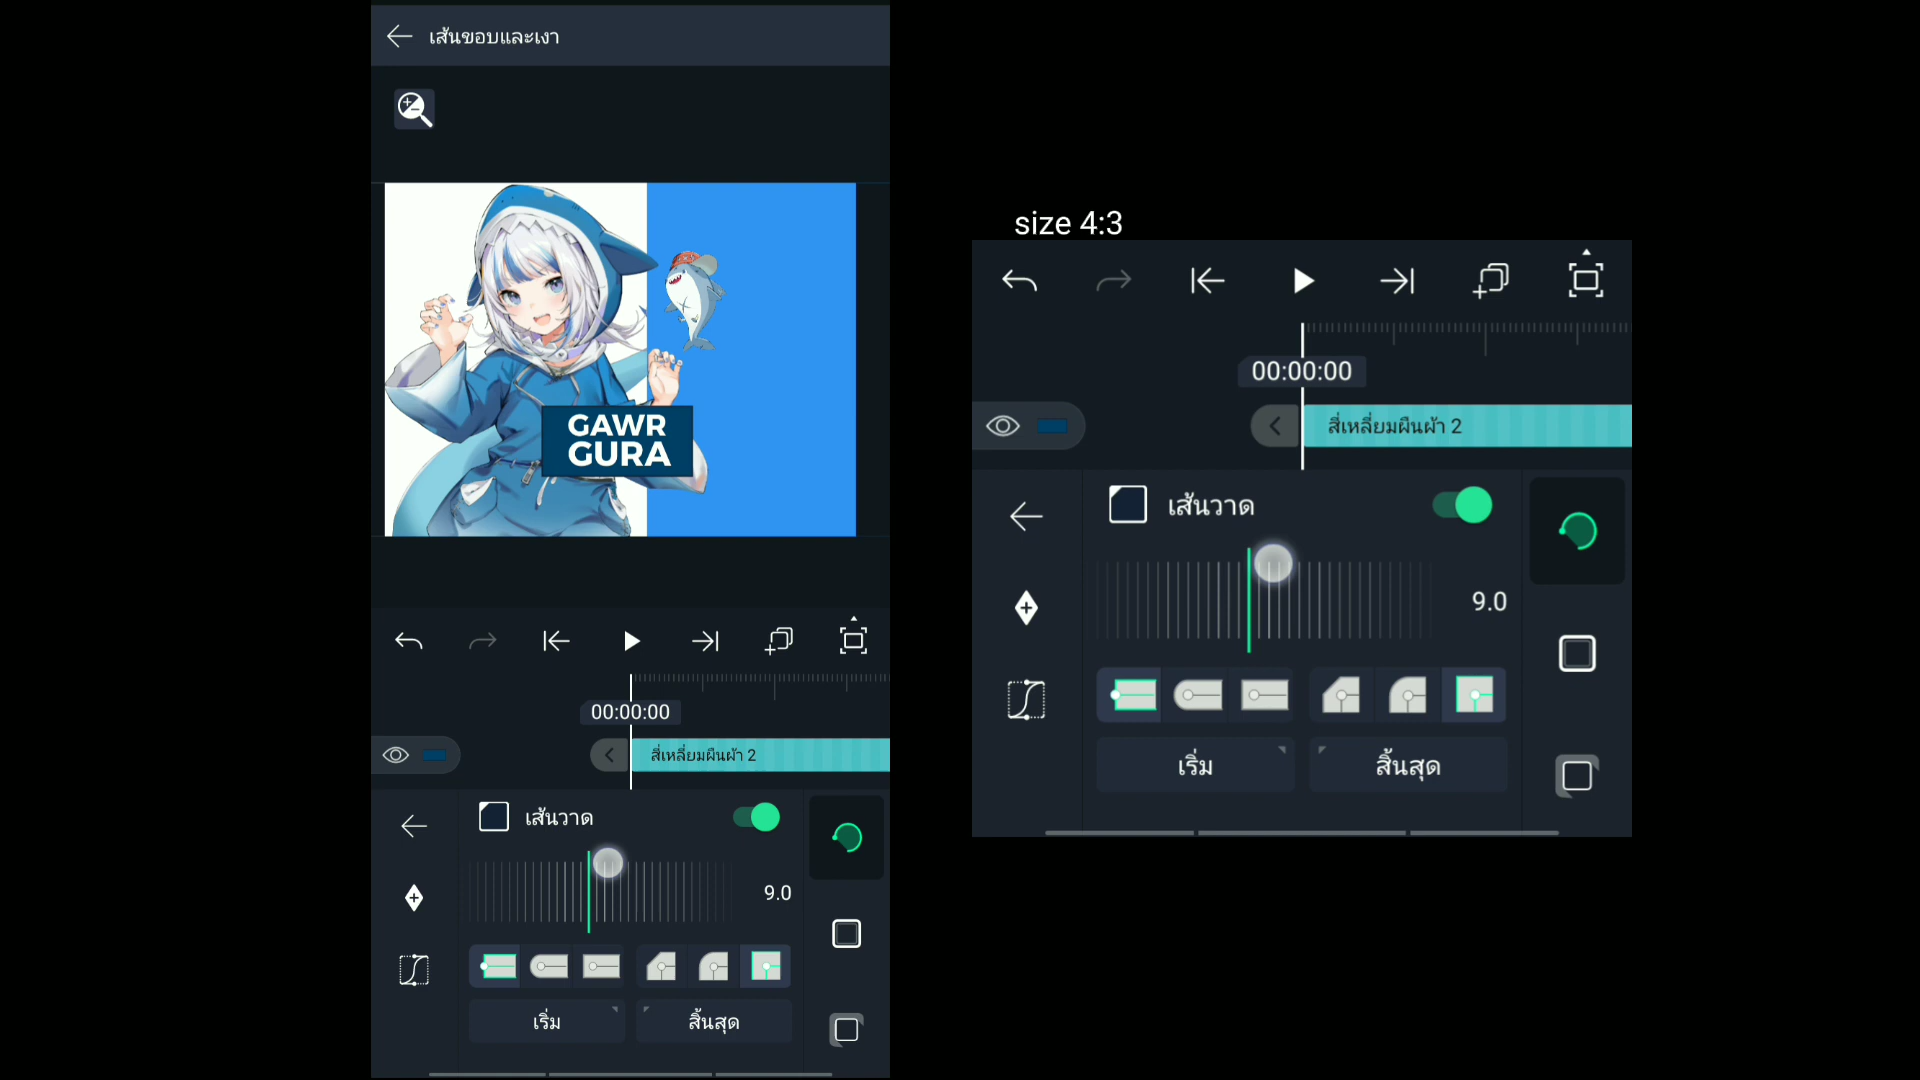 เส้นขอบและเงา
GAWR
GURA
00:00:00
สี่เหลี่ยมผืนผ้า 2
เส้นวาด
9.0
เริ่ม
สิ้นสุด
size 4:3
00:00:00
สี่เหลี่ยมผืนผ้า 2
เส้นวาด
9.0
เริ่ม
สิ้นสุด